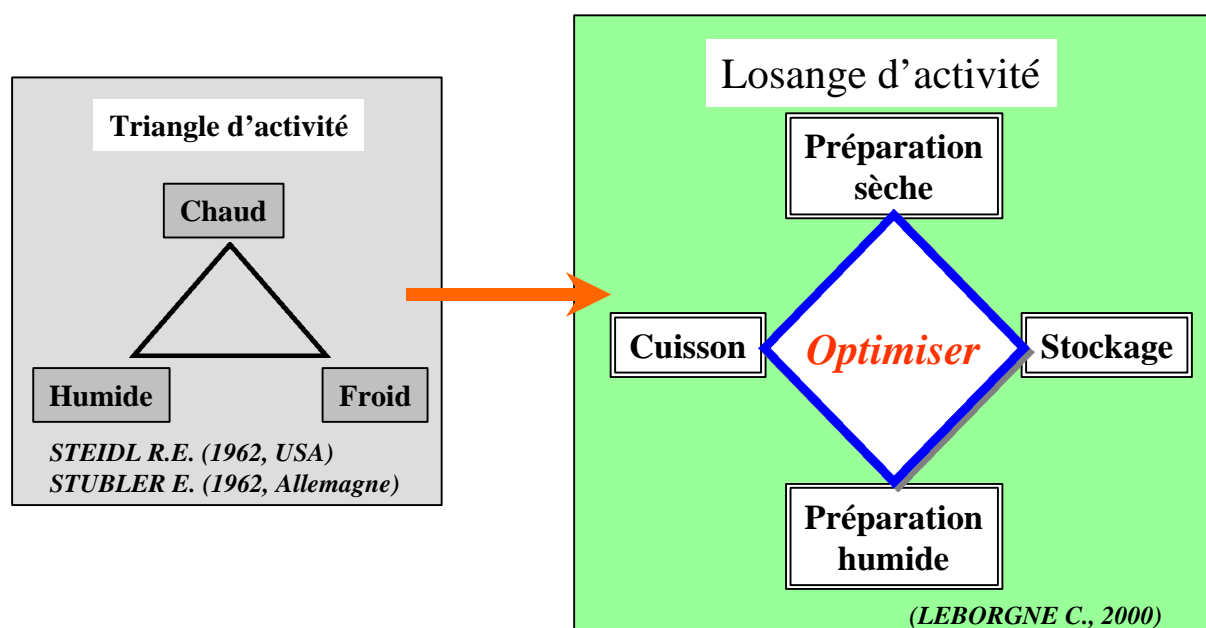 Triangle d'activité
Chaud
Humide
Froid
STEIDL R.E. (1962, USA)
STUBLER E. (1962, Allemagne)
Losange d'activité
Préparation
sèche
Cuisson
Optimiser
Stockage
Préparation
humide
(LEBORGNE C., 2000)